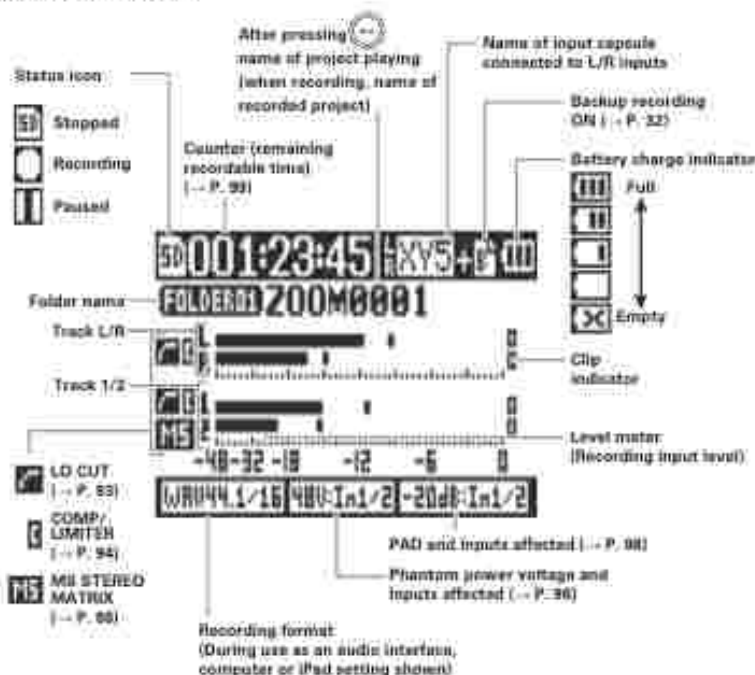 After pressing
name of project playing
(when recording, name of
recorded project)
Name of input capsule
connected to L/R inputs
Status icon
SD Stopped
Recording
Paused
Counter (remaining
recordable time)
(→ P. 99)
Backup recording
ON (→ P. 32)
Battery charge indicator
Full
Empty
SD 001:23:45 XY5+
Folder name
FOLDER01 ZOOM0001
Track L/R
L
R
Clip
indicator
Track 1/2
MS
Level meter
(Recording input level)
-48 -32 -18 -12 -6 0
LO CUT
COMP/
LIMITER
(→ P. 94)
MS MS STEREO
MATRIX
WAV44.1/16 48V:In1/2 -20dB:In1/2
PAD and inputs affected (→ P. 98)
Phantom power voltage and
inputs affected (→ P. 96)
Recording format
(During use as an audio interface,
computer or iPad setting shown)